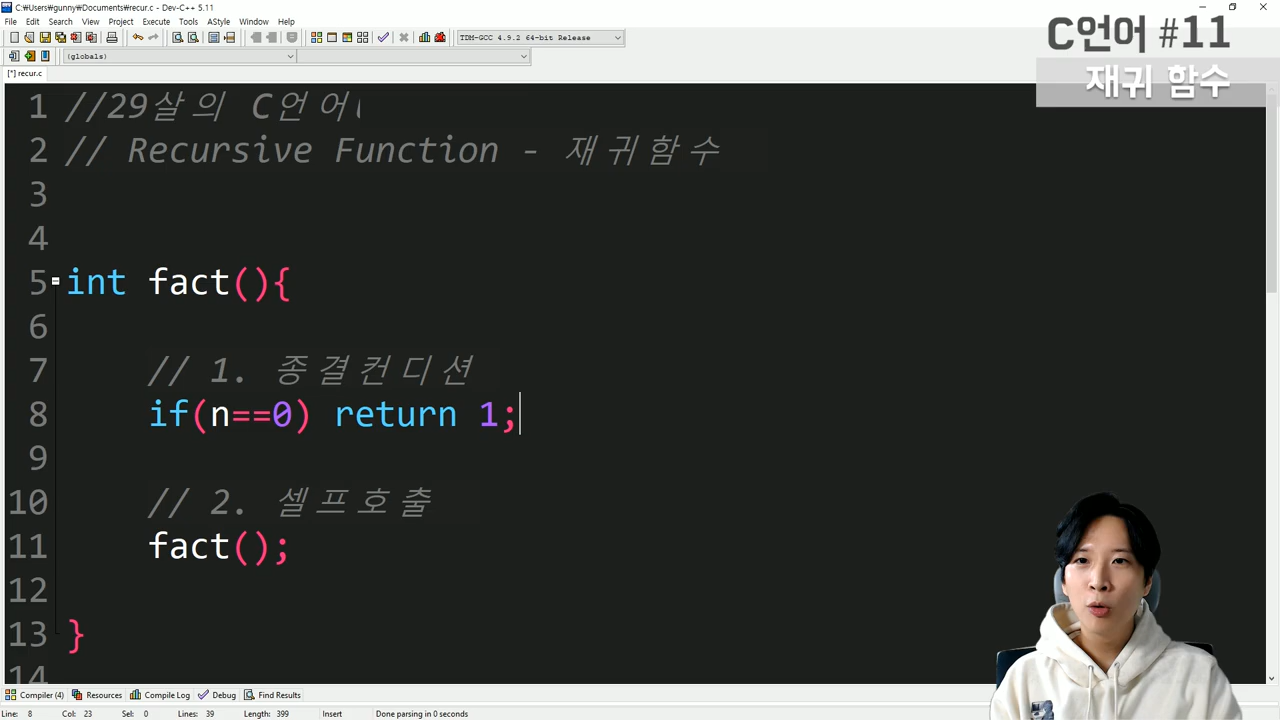 C:\Users\gunny\Documents\recur.c - Dev-C++ 5.11
File Edit Search View Project Execute Tools AStyle Window Help
TDM-GCC 4.9.2 64-bit Release
(globals)
[*] recur.c
C언어 #11
재귀 함수
1 //29살의 C언어(
2 // Recursive Function - 재귀함수
3
4
5 int fact(){
6
7 // 1. 종결컨디션
8 if(n==0) return 1;
9
10 // 2. 셀프호출
11 fact();
12
13 }
14
Compiler (4) Resources Compile Log Debug Find Results
Line: 8 Col: 23 Sel: 0 Lines: 39 Length: 399 Insert Done parsing in 0 seconds